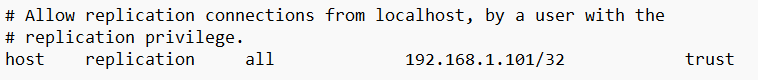 # Allow replication connections from localhost, by a user with the
# replication privilege.
host    replication     all             192.168.1.101/32            trust